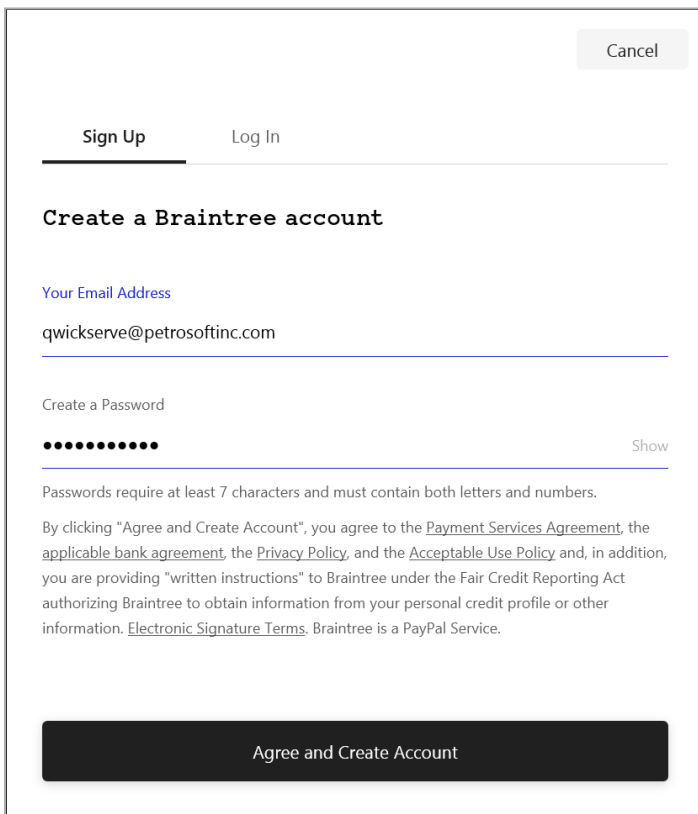 Cancel
Sign Up Log In
Create a Braintree account
Your Email Address
qwickserve@petrosoftinc.com
Create a Password
●●●●●●●●●●● Show
Passwords require at least 7 characters and must contain both letters and numbers.
By clicking "Agree and Create Account", you agree to the Payment Services Agreement, the
applicable bank agreement, the Privacy Policy, and the Acceptable Use Policy and, in addition,
you are providing "written instructions" to Braintree under the Fair Credit Reporting Act
authorizing Braintree to obtain information from your personal credit profile or other
information. Electronic Signature Terms. Braintree is a PayPal Service.
Agree and Create Account